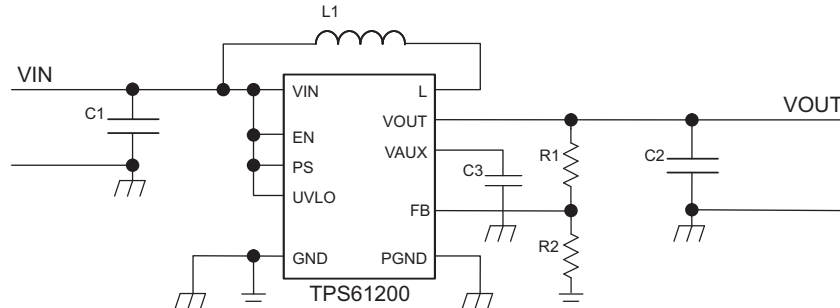 L1
VIN
C1
VIN
L
VOUT
VOUT
EN
VAUX
R1
C2
PS
C3
UVLO
FB
R2
GND
PGND
TPS61200